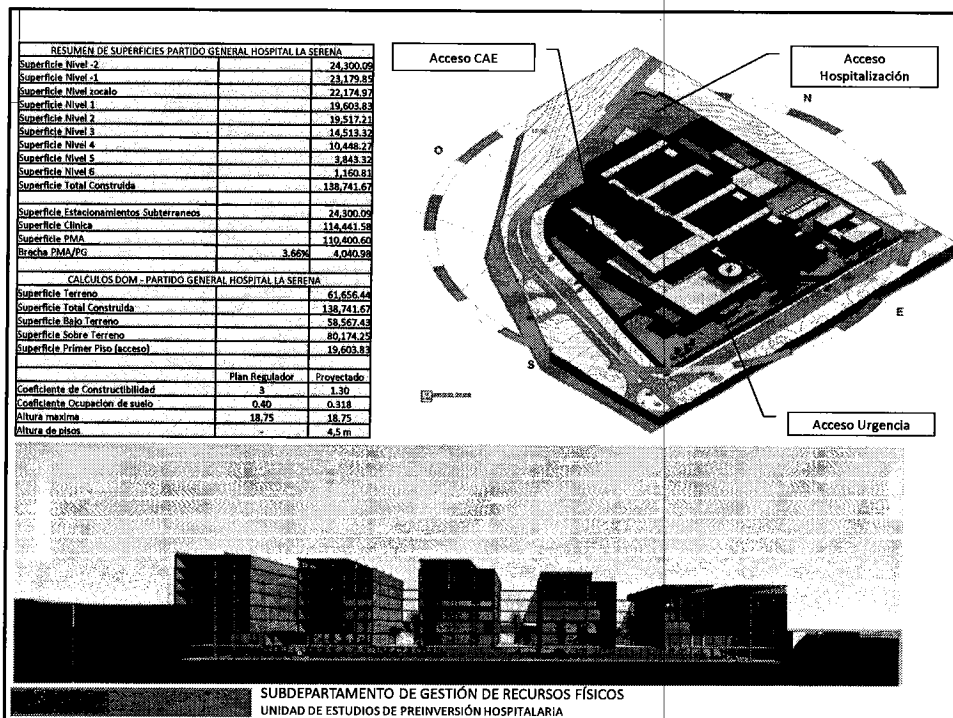 RESUMEN DE SUPERFICIES PARTIDO GENERAL HOSPITAL LA SERENA
Superficie Nivel -2 24,300.09
Superficie Nivel -1 23,179.85
Superficie Nivel zocalo 22,174.97
Superficie Nivel 1 19,603.83
Superficie Nivel 2 19,517.21
Superficie Nivel 3 14,513.32
Superficie Nivel 4 10,448.27
Superficie Nivel 5 3,843.32
Superficie Nivel 6 1,160.81
Superficie Total Construida 138,741.67
Superficie Estacionamientos Subterraneos 24,300.09
Superficie Clinica 114,441.58
Superficie PMA 110,400.60
Brecha PMA/PG 3.66% 4,040.98
CALCULOS DOM - PARTIDO GENERAL HOSPITAL LA SERENA
Superficie Terreno 61,656.44
Superficie Total Construida 138,741.67
Superficie Bajo Terreno 58,567.43
Superficie Sobre Terreno 80,174.25
Superficie Primer Piso (acceso) 19,603.83
Plan Regulador Proyectado
Coeficiente de Constructibilidad 3 1.30
Coeficiente Ocupación de suelo 0.40 0.318
Altura maxima 18,75 18.75
Altura de pisos - 4,5 m
Acceso CAE
Acceso
Hospitalización
N
O
E
S
Acceso Urgencia
SUBDEPARTAMENTO DE GESTIÓN DE RECURSOS FÍSICOS
UNIDAD DE ESTUDIOS DE PREINVERSIÓN HOSPITALARIA